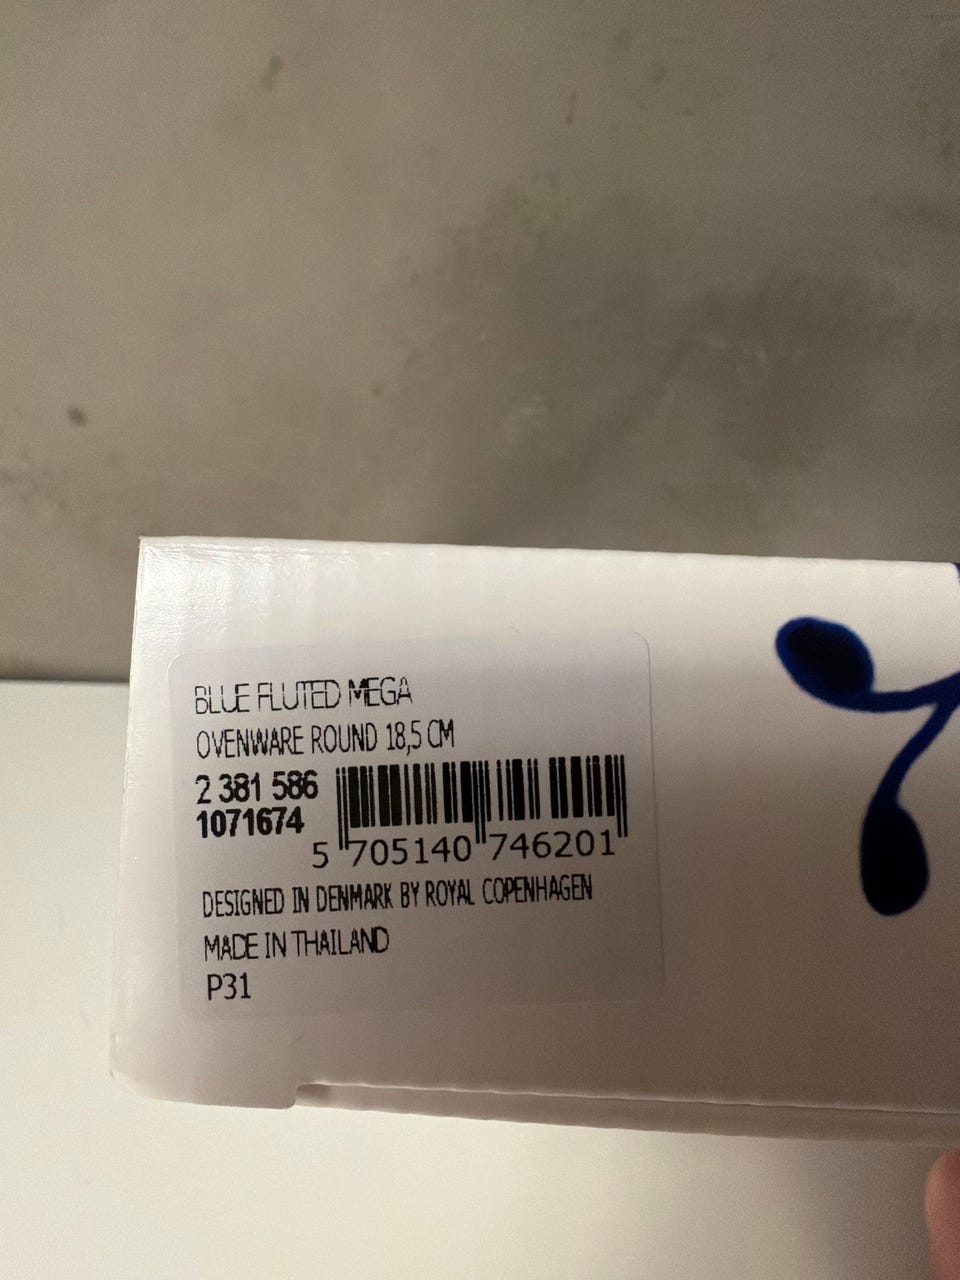 BLUE FLUTED MEGA
OVENWARE ROUND 18,5 CM
2 381 586
1071674
5 705140 746201
DESIGNED IN DENMARK BY ROYAL COPENHAGEN
MADE IN THAILAND
P31